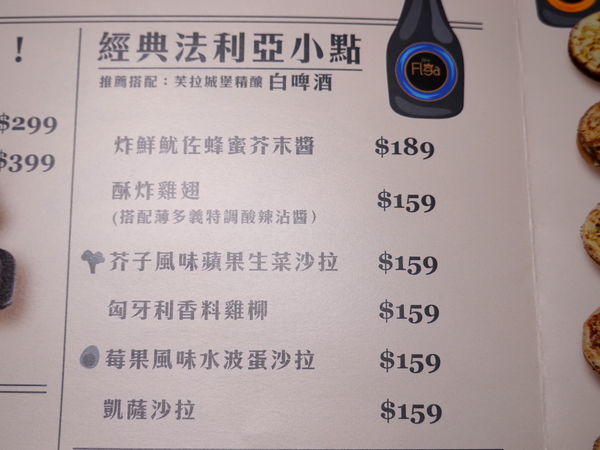 !
經典法利亞小點
推薦搭配：芙拉城堡精釀 白啤酒
Flga
$299
$399
炸鮮魷佐蜂蜜芥末醬 $189
酥炸雞翅 $159
(搭配薄多義特調酸辣沾醬)
芥子風味蘋果生菜沙拉 $159
匈牙利香料雞柳 $159
莓果風味水波蛋沙拉 $159
凱薩沙拉 $159